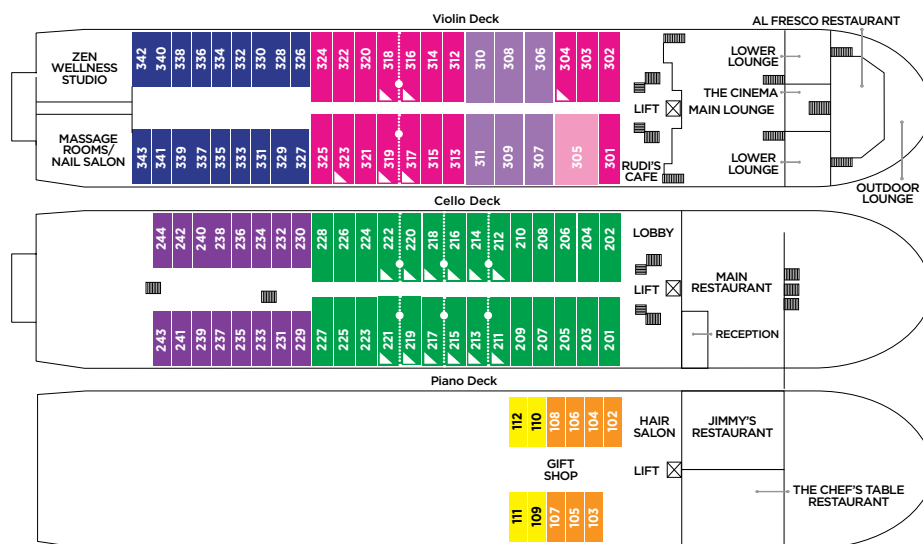 Violin Deck
AL FRESCO RESTAURANT
ZEN
WELLNESS
STUDIO
342 340 338 336 334 332 330 328 326 324 322 320 318 316 314 312 310 308 306 304 303 302
LOWER
LOUNGE
THE CINEMA
LIFT
MAIN LOUNGE
MASSAGE
ROOMS/
NAIL SALON
343 341 339 337 335 333 331 329 327 325 323 321 319 317 315 313 311 309 307 305 301
RUDI'S
CAFE
LOWER
LOUNGE
OUTDOOR
LOUNGE
Cello Deck
244 242 240 238 236 234 232 230 228 226 224 222 220 218 216 214 212 210 208 206 204 202
LOBBY
LIFT
MAIN
RESTAURANT
243 241 239 237 235 233 231 229 227 225 223 221 219 217 215 213 211 209 207 205 203 201
RECEPTION
Piano Deck
112 110 108 106 104 102
HAIR
SALON
JIMMY'S
RESTAURANT
GIFT
SHOP
LIFT
111 109 107 105 103
THE CHEF'S TABLE
RESTAURANT